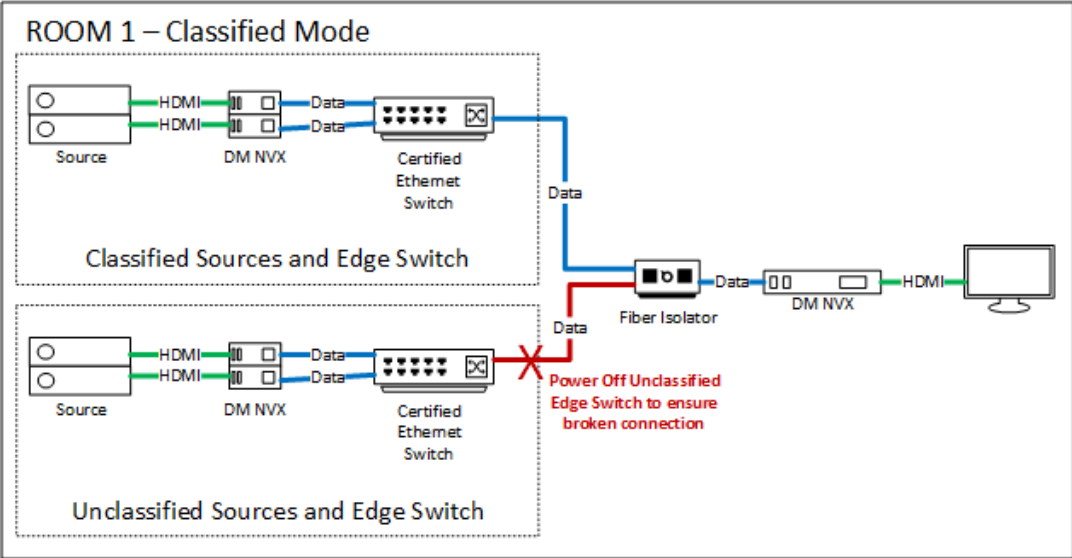 ROOM 1 – Classified Mode
HDMI
Data
HDMI
Data
Source
DM NVX
Certified
Ethernet
Switch
Data
Classified Sources and Edge Switch
Data
HDMI
DM NVX
Fiber Isolator
Data
HDMI
Data
HDMI
Data
Power Off Unclassified
Edge Switch to ensure
broken connection
Source
DM NVX
Certified
Ethernet
Switch
Unclassified Sources and Edge Switch